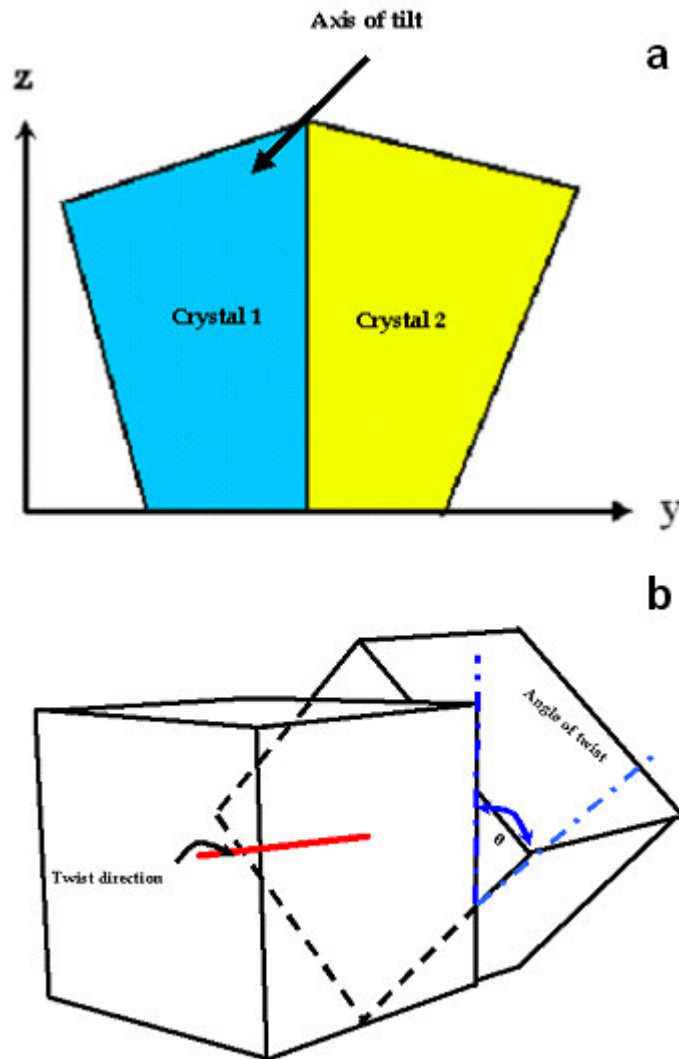 Axis of tilt
a
z
Crystal 1
Crystal 2
y
b
Angle of twist
θ
Twist direction